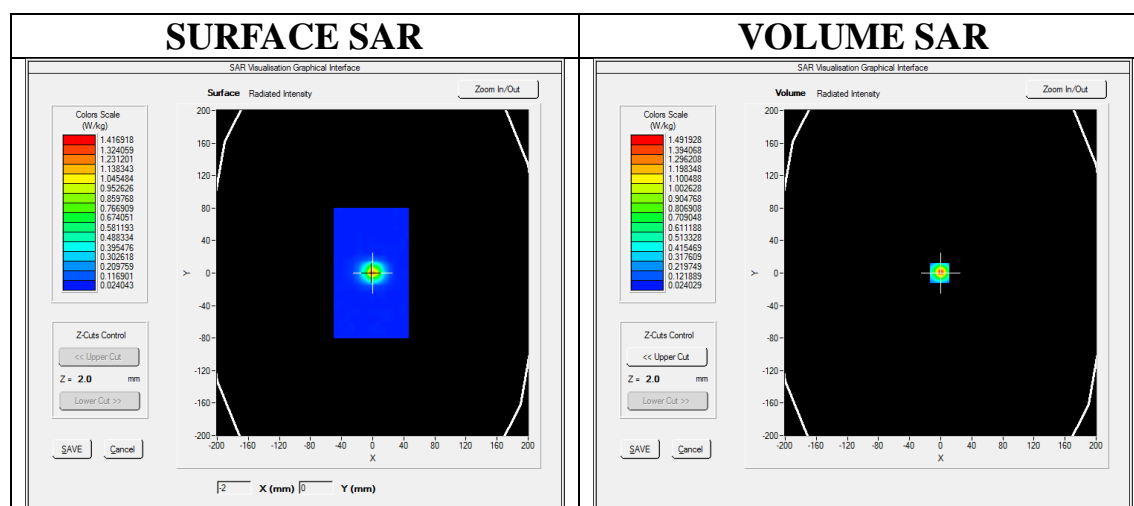 SURFACE SAR
VOLUME SAR
SAR Visualisation Graphical Interface
Surface Radiated Intensity
Zoom In/Out
Colors Scale
(W/kg)
1.416918
1.324059
1.231201
1.138343
1.045484
0.952626
0.859768
0.766909
0.674051
0.581193
0.488334
0.395476
0.302618
0.209759
0.116901
0.024043
Z-Cuts Control
<< Upper Cut
Z = 2.0 mm
Lower Cut >>
SAVE Cancel
200
160
120
80
40
0
-40
-80
-120
-160
-200
Y
-200 -160 -120 -80 -40 0 40 80 120 160 200
X
-2 X (mm) 0 Y (mm)
SAR Visualisation Graphical Interface
Volume Radiated Intensity
Zoom In/Out
Colors Scale
(W/kg)
1.491928
1.394068
1.296208
1.198348
1.100488
1.002628
0.904768
0.806908
0.709048
0.611188
0.513328
0.415469
0.317609
0.219749
0.121889
0.024029
Z-Cuts Control
<< Upper Cut
Z = 2.0 mm
Lower Cut >>
SAVE Cancel
200
160
120
80
40
0
-40
-80
-120
-160
-200
Y
-200 -160 -120 -80 -40 0 40 80 120 160 200
X